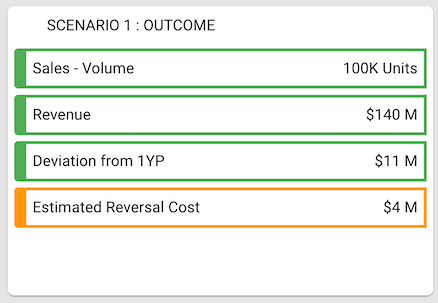 SCENARIO 1 : OUTCOME
Sales - Volume 100K Units
Revenue $140 M
Deviation from 1YP $11 M
Estimated Reversal Cost $4 M